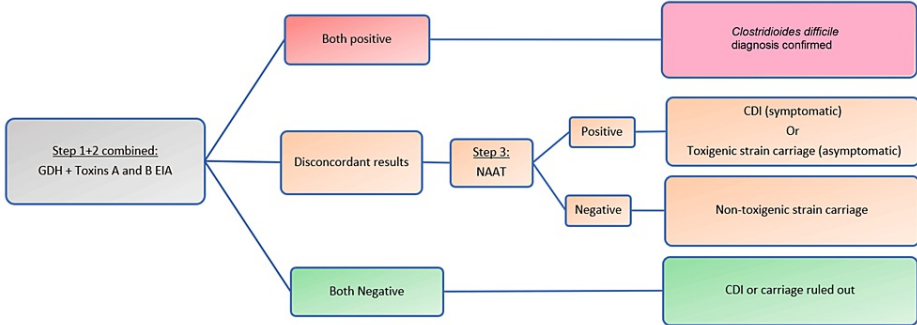 Both positive
Clostridioides difficile
diagnosis confirmed
Step 1+2 combined:
GDH + Toxins A and B EIA
Discordant results
Step 3:
NAAT
Positive
CDI (symptomatic)
Or
Toxigenic strain carriage (asymptomatic)
Negative
Non-toxigenic strain carriage
Both Negative
CDI or carriage ruled out